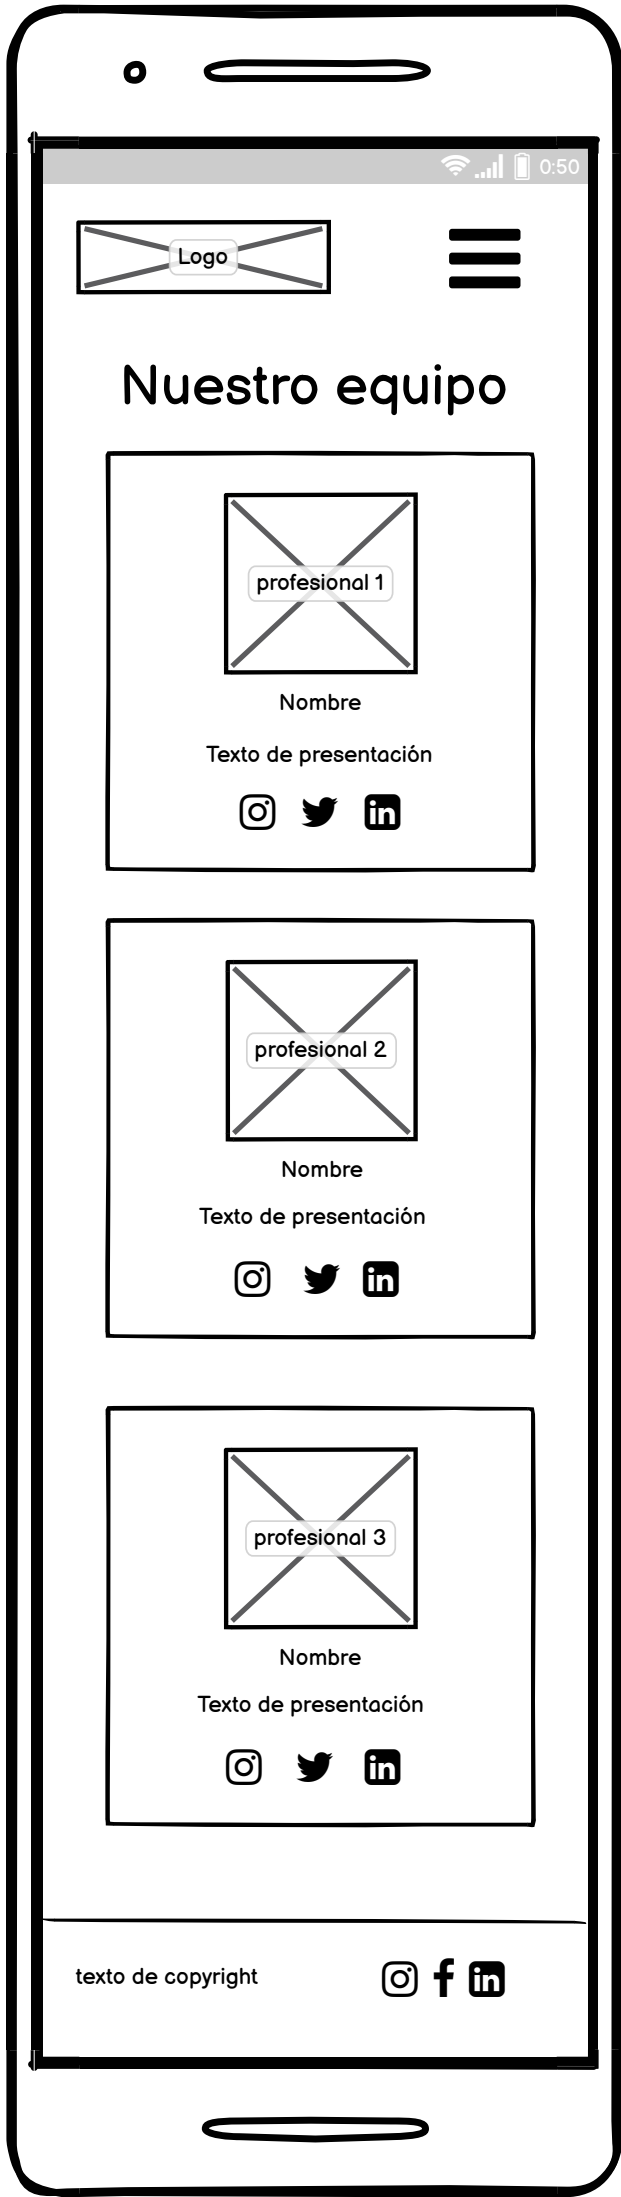 0:50
Logo
Nuestro equipo
profesional 1
Nombre
Texto de presentación
profesional 2
Nombre
Texto de presentación
profesional 3
Nombre
Texto de presentación
texto de copyright